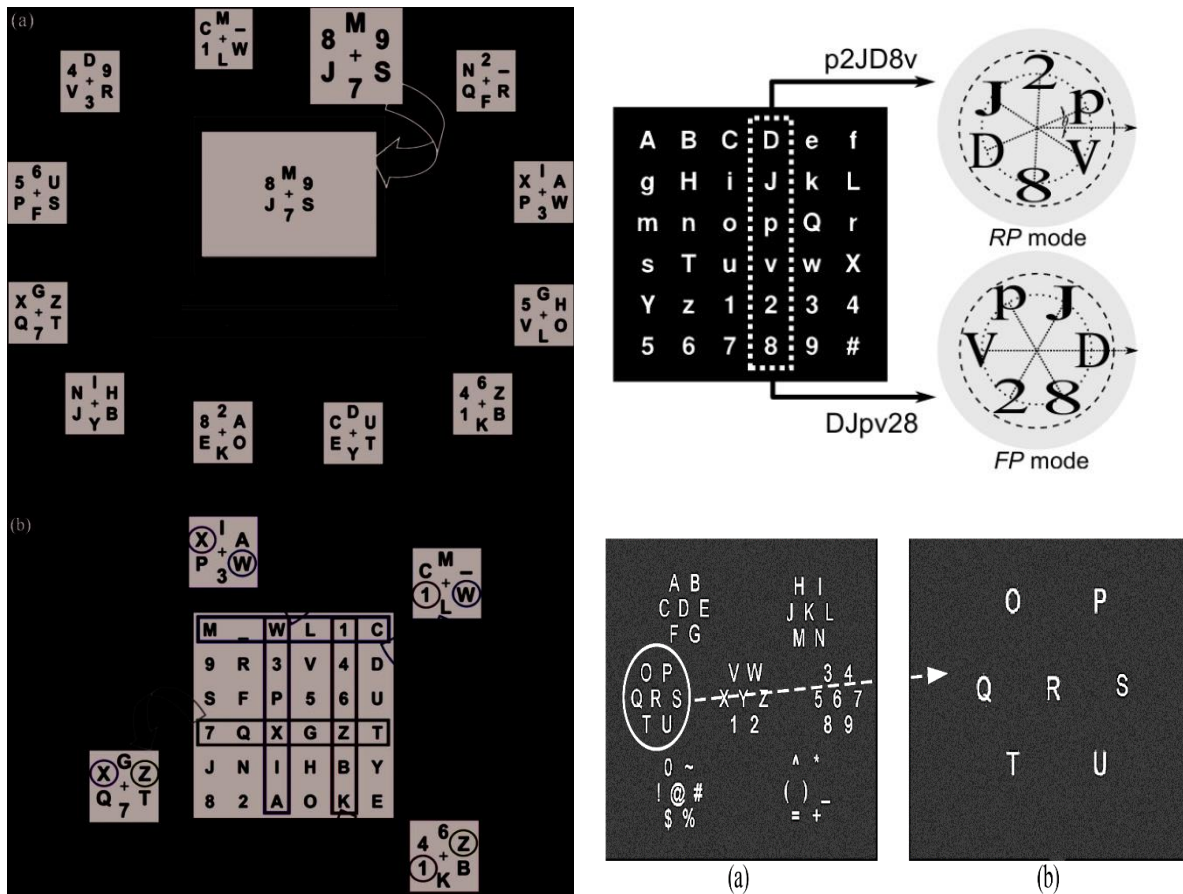 (a)
M
C _
+
1 W
L
M
8 9
+
J S
7
D
4 9
+
V R
3
2
N _
+
Q R
F
M
8 9
+
J S
7
6
5 U
+
P S
F
I
X A
+
P W
3
G
X Z
+
Q T
7
G
5 H
+
V O
L
I
N H
+
J B
Y
2
8 A
+
E O
K
D
C U
+
E T
Y
6
4 Z
+
1 B
K
(b)
I
X A
+
P W
3
M
C _
+
1 W
L
M _ W L 1 C
9 R 3 V 4 D
S F P 5 6 U
7 Q X G Z T
J N I H B Y
8 2 A O K E
G
X Z
+
Q T
7
6
4 Z
+
1 B
K
p2JD8v
A B C D e f
g H i J k L
m n o p Q r
s T u v w X
Y z 1 2 3 4
5 6 7 8 9 #
DJpv28
2
J p
D V
8
RP mode
p J
V D
2 8
FP mode
A B
C D E
F G
H I
J K L
M N
O P
Q R S
T U
V W
X Y Z
1 2
3 4
5 6 7
8 9
0 ~
! @ #
$ %
^ *
( ) _
= +
(a)
O P
Q R S
T U
(b)